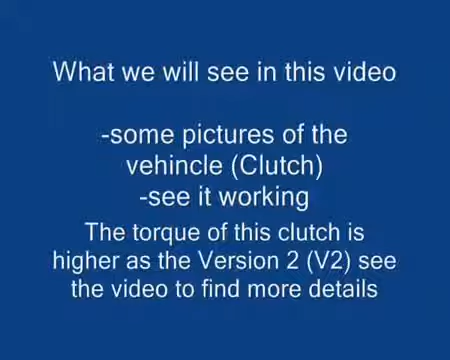 What we will see in this video
-some pictures of the
vehincle (Clutch)
-see it working
The torque of this clutch is
higher as the Version 2 (V2) see
the video to find more details